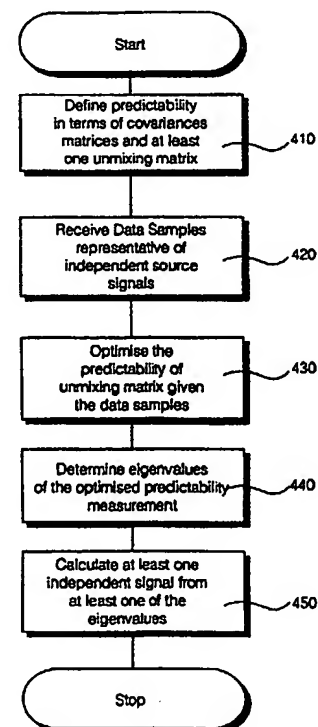 Start
Define predictability
in terms of covariances
matrices and at least
one unmixing matrix
410
Receive Data Samples
representative of
independent source
signals
420
Optimise the
predictability of
unmixing matrix given
the data samples
430
Determine eigenvalues
of the optimised predictability
measurement
440
Calculate at least one
independent signal from
at least one of the
eigenvalues
450
Stop